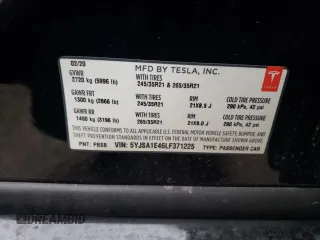 02/20
MFD BY TESLA, INC.
GVWR
2720 kg (5996 lb)
WITH TIRES
245/35R21 & 265/35R21
TESLA
GAWR FRT
1300 kg (2866 lb)
WITH TIRES
245/35R21
RIM
21X8.5 J
COLD TIRE PRESSURE
290 kPa, 42 psi
GAWR RR
1450 kg (3196 lb)
WITH TIRES
265/35R21
RIM
21X9.0 J
COLD TIRE PRESSURE
290 kPa, 42 psi
THIS VEHICLE CONFORMS TO ALL APPLICABLE FEDERAL MOTOR VEHICLE SAFETY, BUMPER,
AND THEFT PREVENTION STANDARDS IN EFFECT ON THE DATE OF MANUFACTURE SHOWN ABOVE.
PNT: PBSB
VIN: 5YJSA1E46LF371225
TYPE: PASSENGER CAR